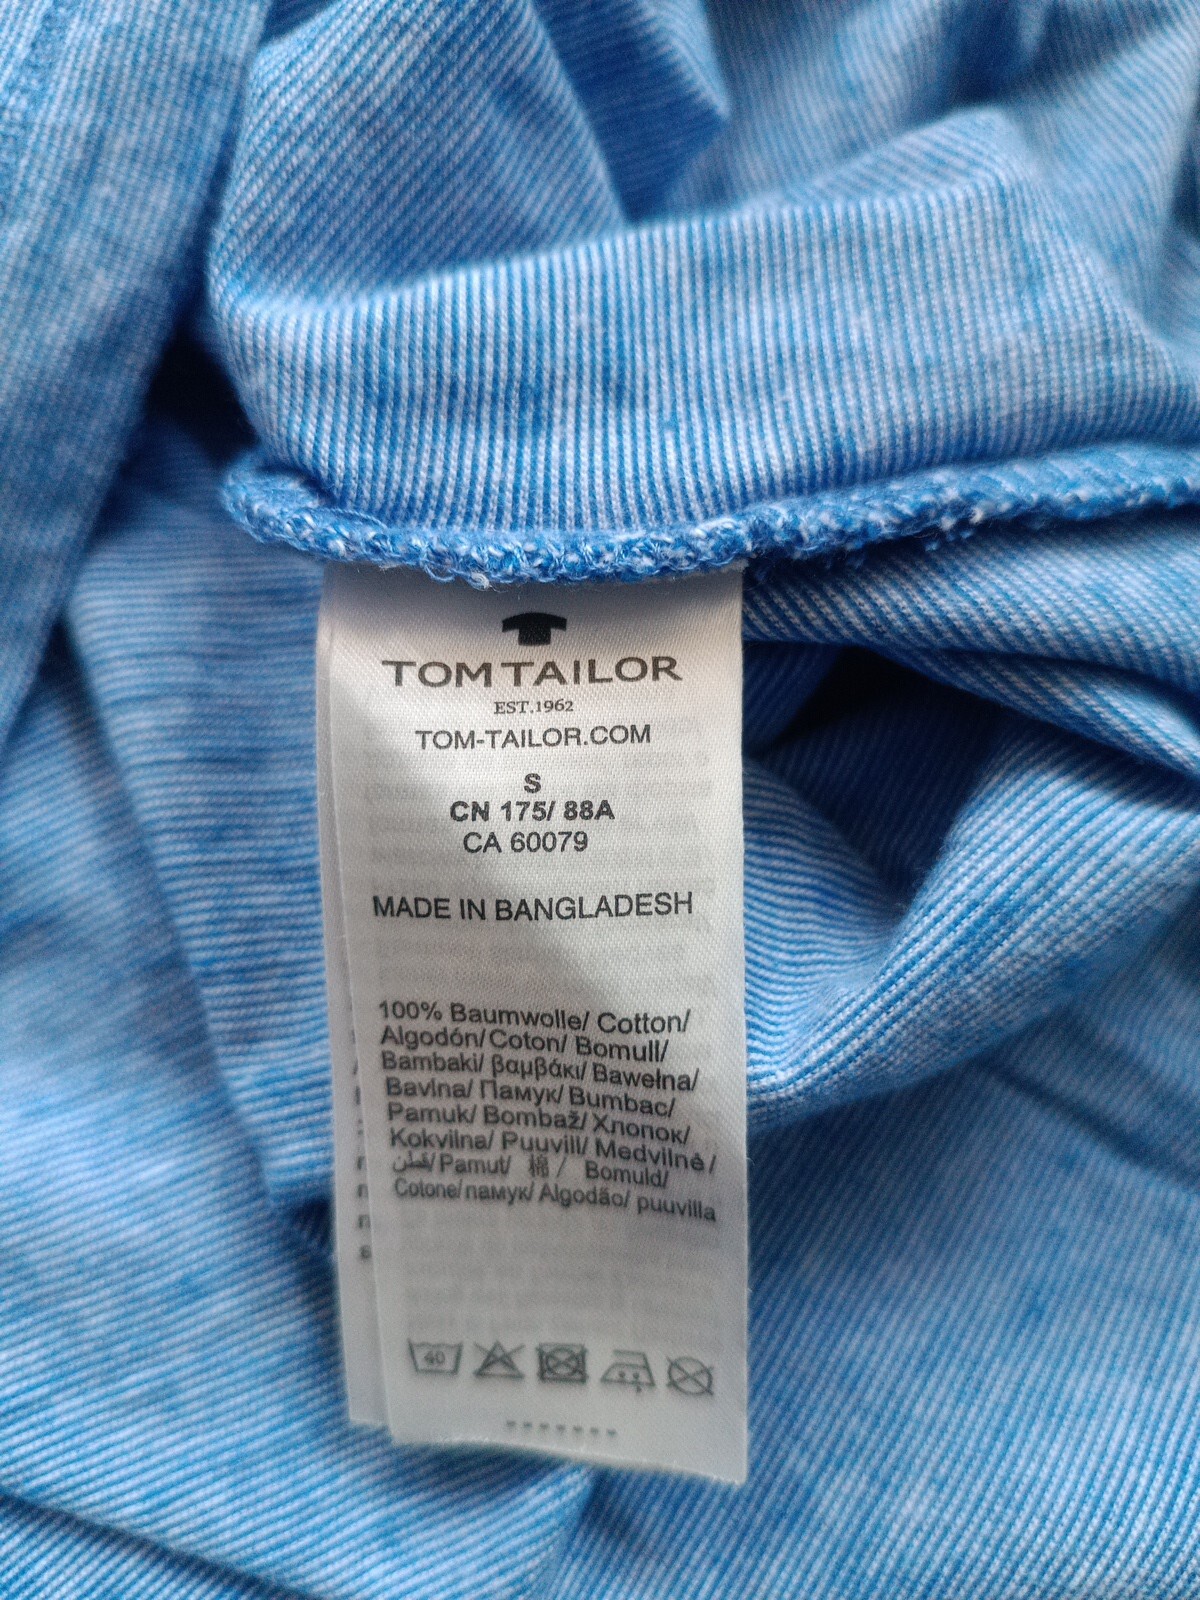 TOM TAILOR
EST.1962
TOM-TAILOR.COM
S
CN 175/ 88A
CA 60079
MADE IN BANGLADESH
100% Baumwolle/ Cotton/
Algodón/ Coton/ Bomull/
Bambaki/ βαμβάκι/ Bawełna/
Bavlna/ Памук/ Bumbac/
Pamuk/ Bombaž/ Хлопок/
Kokvilna/ Puuvill/ Medvilnė/
قطن/ Pamut/ 棉/ Bomuld/
Cotone/ памук/ Algodão/ puuvilla
40